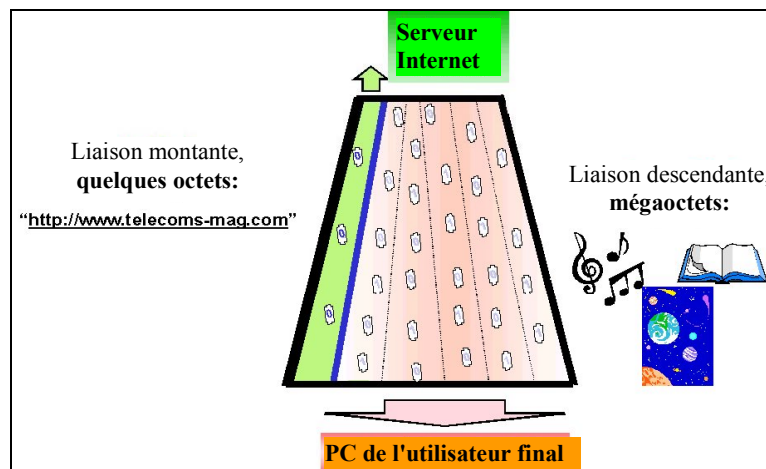 Serveur
Internet
Liaison montante,
quelques octets:
“http://www.telecoms-mag.com”
Liaison descendante,
mégaoctets:
PC de l'utilisateur final